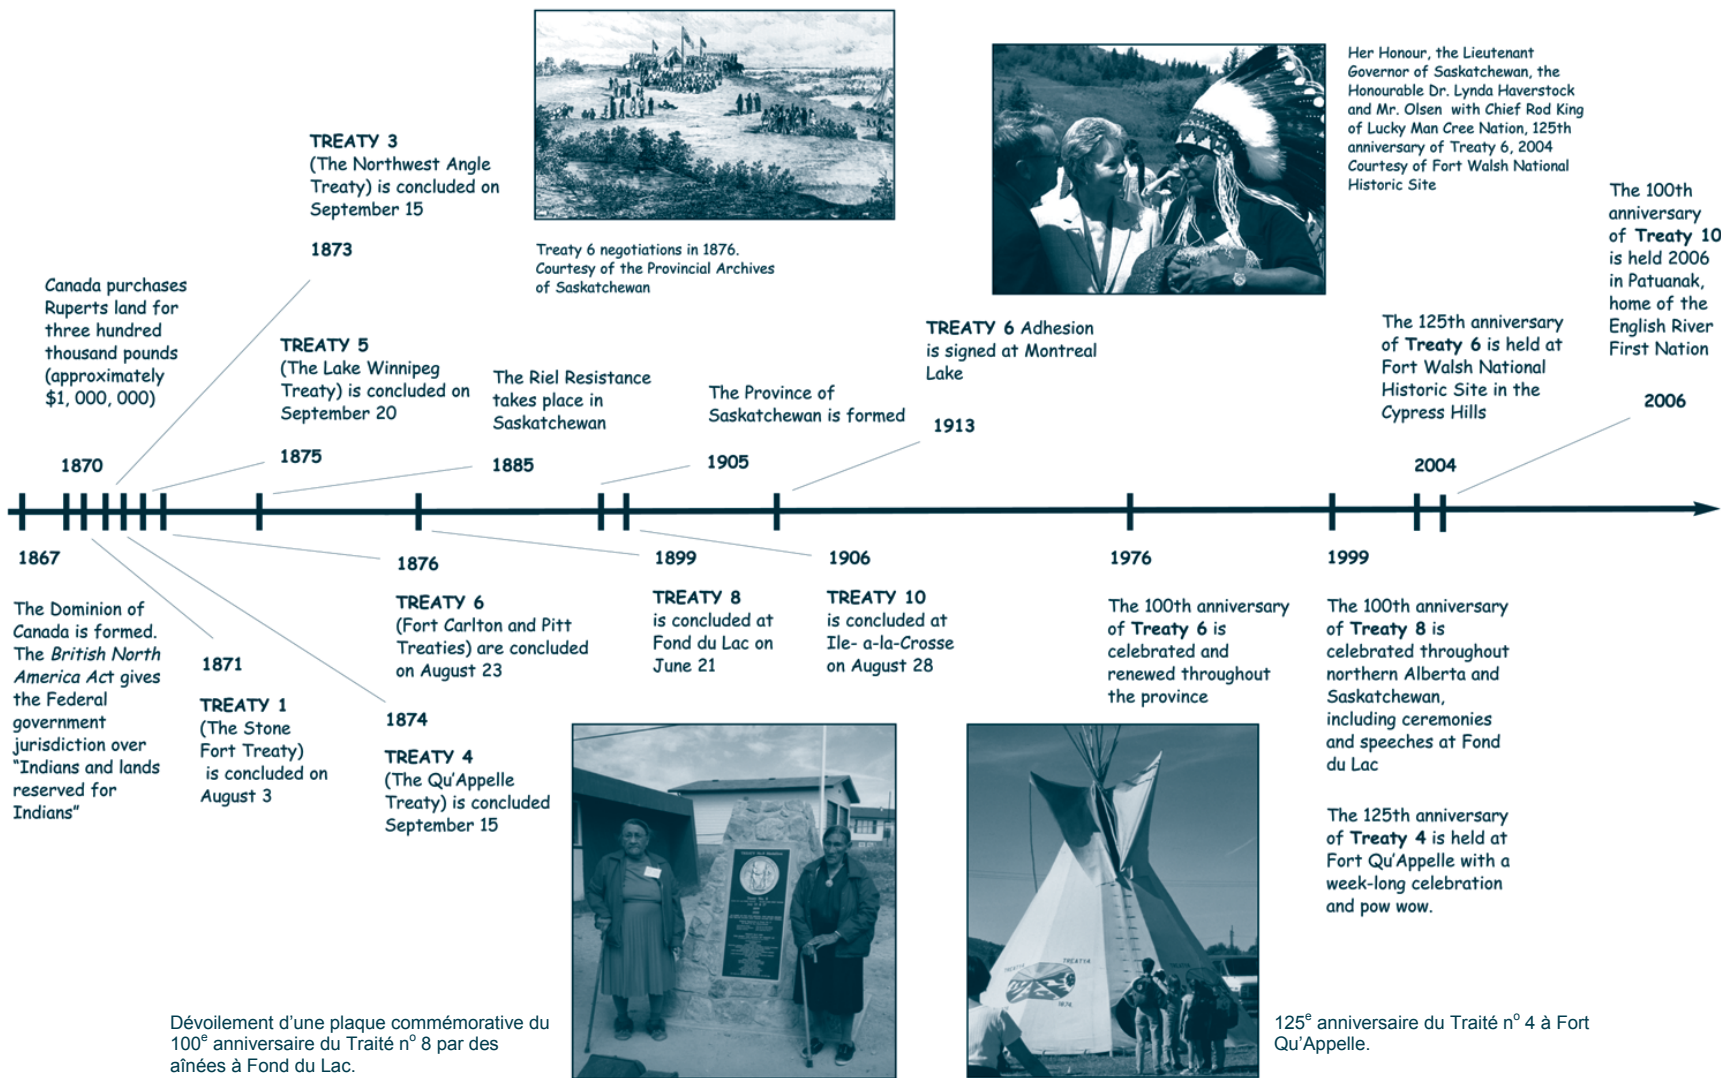 TREATY 3
(The Northwest Angle
Treaty) is concluded on
September 15
1873
Treaty 6 negotiations in 1876.
Courtesy of the Provincial Archives
of Saskatchewan
Her Honour, the Lieutenant
Governor of Saskatchewan, the
Honourable Dr. Lynda Haverstock
and Mr. Olsen with Chief Rod King
of Lucky Man Cree Nation, 125th
anniversary of Treaty 6, 2004
Courtesy of Fort Walsh National
Historic Site
The 100th
anniversary
of Treaty 10
is held 2006
in Patuanak,
home of the
English River
First Nation
2006
Canada purchases
Ruperts land for
three hundred
thousand pounds
(approximately
$1, 000, 000)
1870
TREATY 5
(The Lake Winnipeg
Treaty) is concluded on
September 20
1875
The Riel Resistance
takes place in
Saskatchewan
1885
The Province of
Saskatchewan is formed
1905
TREATY 6 Adhesion
is signed at Montreal
Lake
1913
The 125th anniversary
of Treaty 6 is held at
Fort Walsh National
Historic Site in the
Cypress Hills
2004
1867
The Dominion of
Canada is formed.
The British North
America Act gives
the Federal
government
jurisdiction over
"Indians and lands
reserved for
Indians"
1871
TREATY 1
(The Stone
Fort Treaty)
is concluded on
August 3
1876
TREATY 6
(Fort Carlton and Pitt
Treaties) are concluded
on August 23
1874
TREATY 4
(The Qu'Appelle
Treaty) is concluded
September 15
1899
TREATY 8
is concluded at
Fond du Lac on
June 21
1906
TREATY 10
is concluded at
Ile- a-la-Crosse
on August 28
1976
The 100th anniversary
of Treaty 6 is
celebrated and
renewed throughout
the province
1999
The 100th anniversary
of Treaty 8 is
celebrated throughout
northern Alberta and
Saskatchewan,
including ceremonies
and speeches at Fond
du Lac
The 125th anniversary
of Treaty 4 is held at
Fort Qu'Appelle with a
week-long celebration
and pow wow.
TREATY 4
Dévoilement d'une plaque commémorative du
100e anniversaire du Traité no 8 par des
aînées à Fond du Lac.
125e anniversaire du Traité no 4 à Fort
Qu'Appelle.